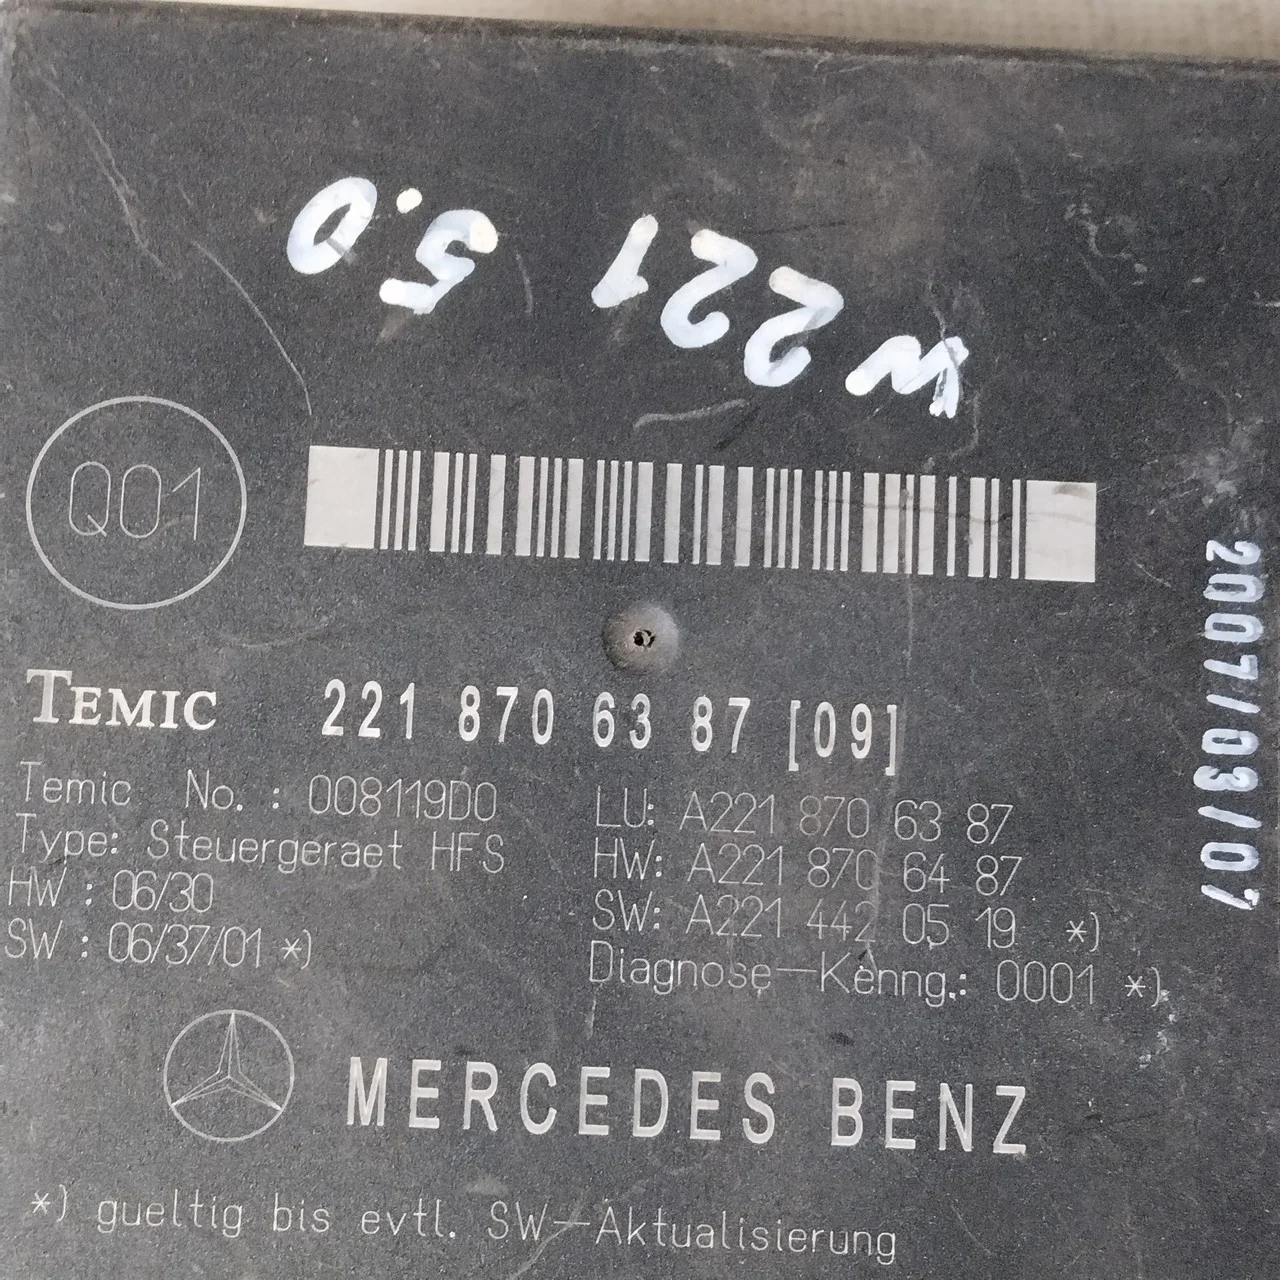 W 221 5.0
Q01
TEMIC 221 870 63 87 [09]
Temic No. : 008119D0 LU: A221 870 63 87
Type: Steuergeraet HFS HW: A221 870 64 87
HW : 06/30 SW: A221 442 05 19 *)
SW : 06/37/01 *) Diagnose-Kenng.: 0001 *)
MERCEDES BENZ
*) gueltig bis evtl. SW-Aktualisierung
2007/03/07